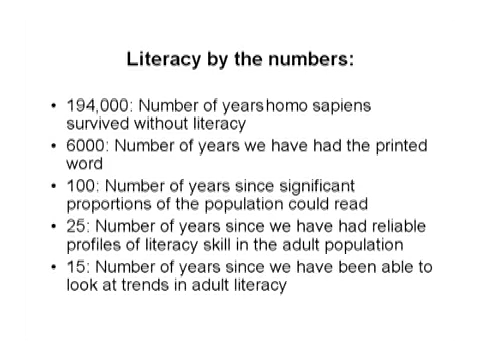 Literacy by the numbers:
• 194,000: Number of years homo sapiens
survived without literacy
• 6000: Number of years we have had the printed
word
• 100: Number of years since significant
proportions of the population could read
• 25: Number of years since we have had reliable
profiles of literacy skill in the adult population
• 15: Number of years since we have been able to
look at trends in adult literacy